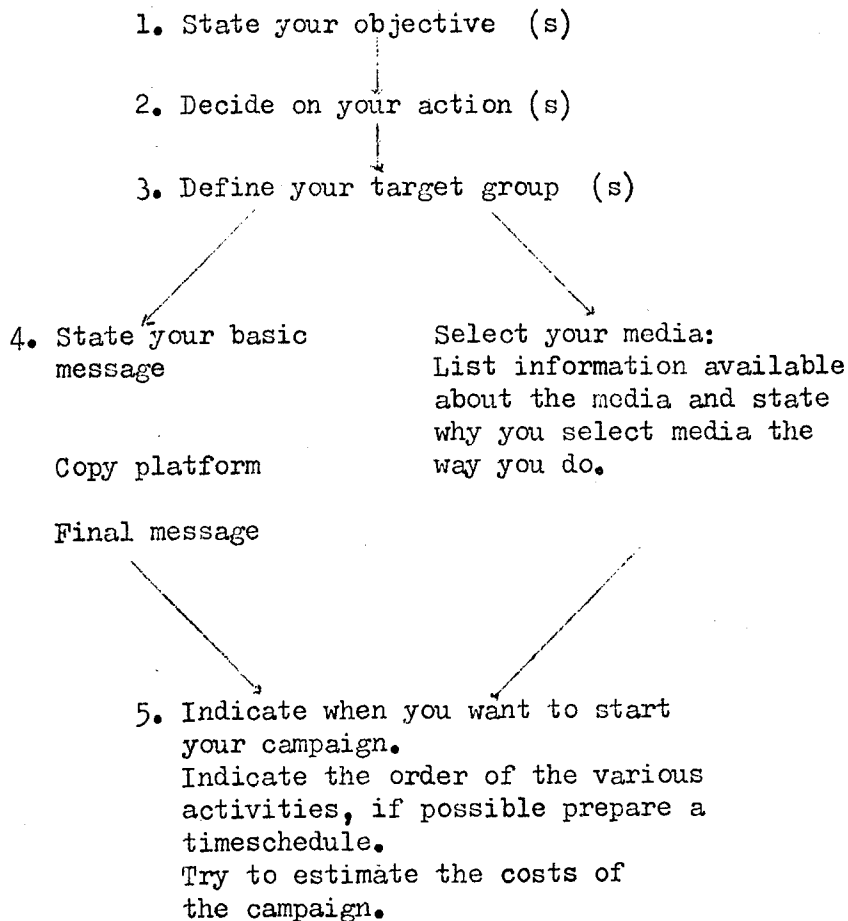 1. State your objective (s)
2. Decide on your action (s)
3. Define your target group (s)
4. State your basic
message
Copy platform
Final message
Select your media:
List information available
about the media and state
why you select media the
way you do.
5. Indicate when you want to start
your campaign.
Indicate the order of the various
activities, if possible prepare a
timeschedule.
Try to estimate the costs of
the campaign.